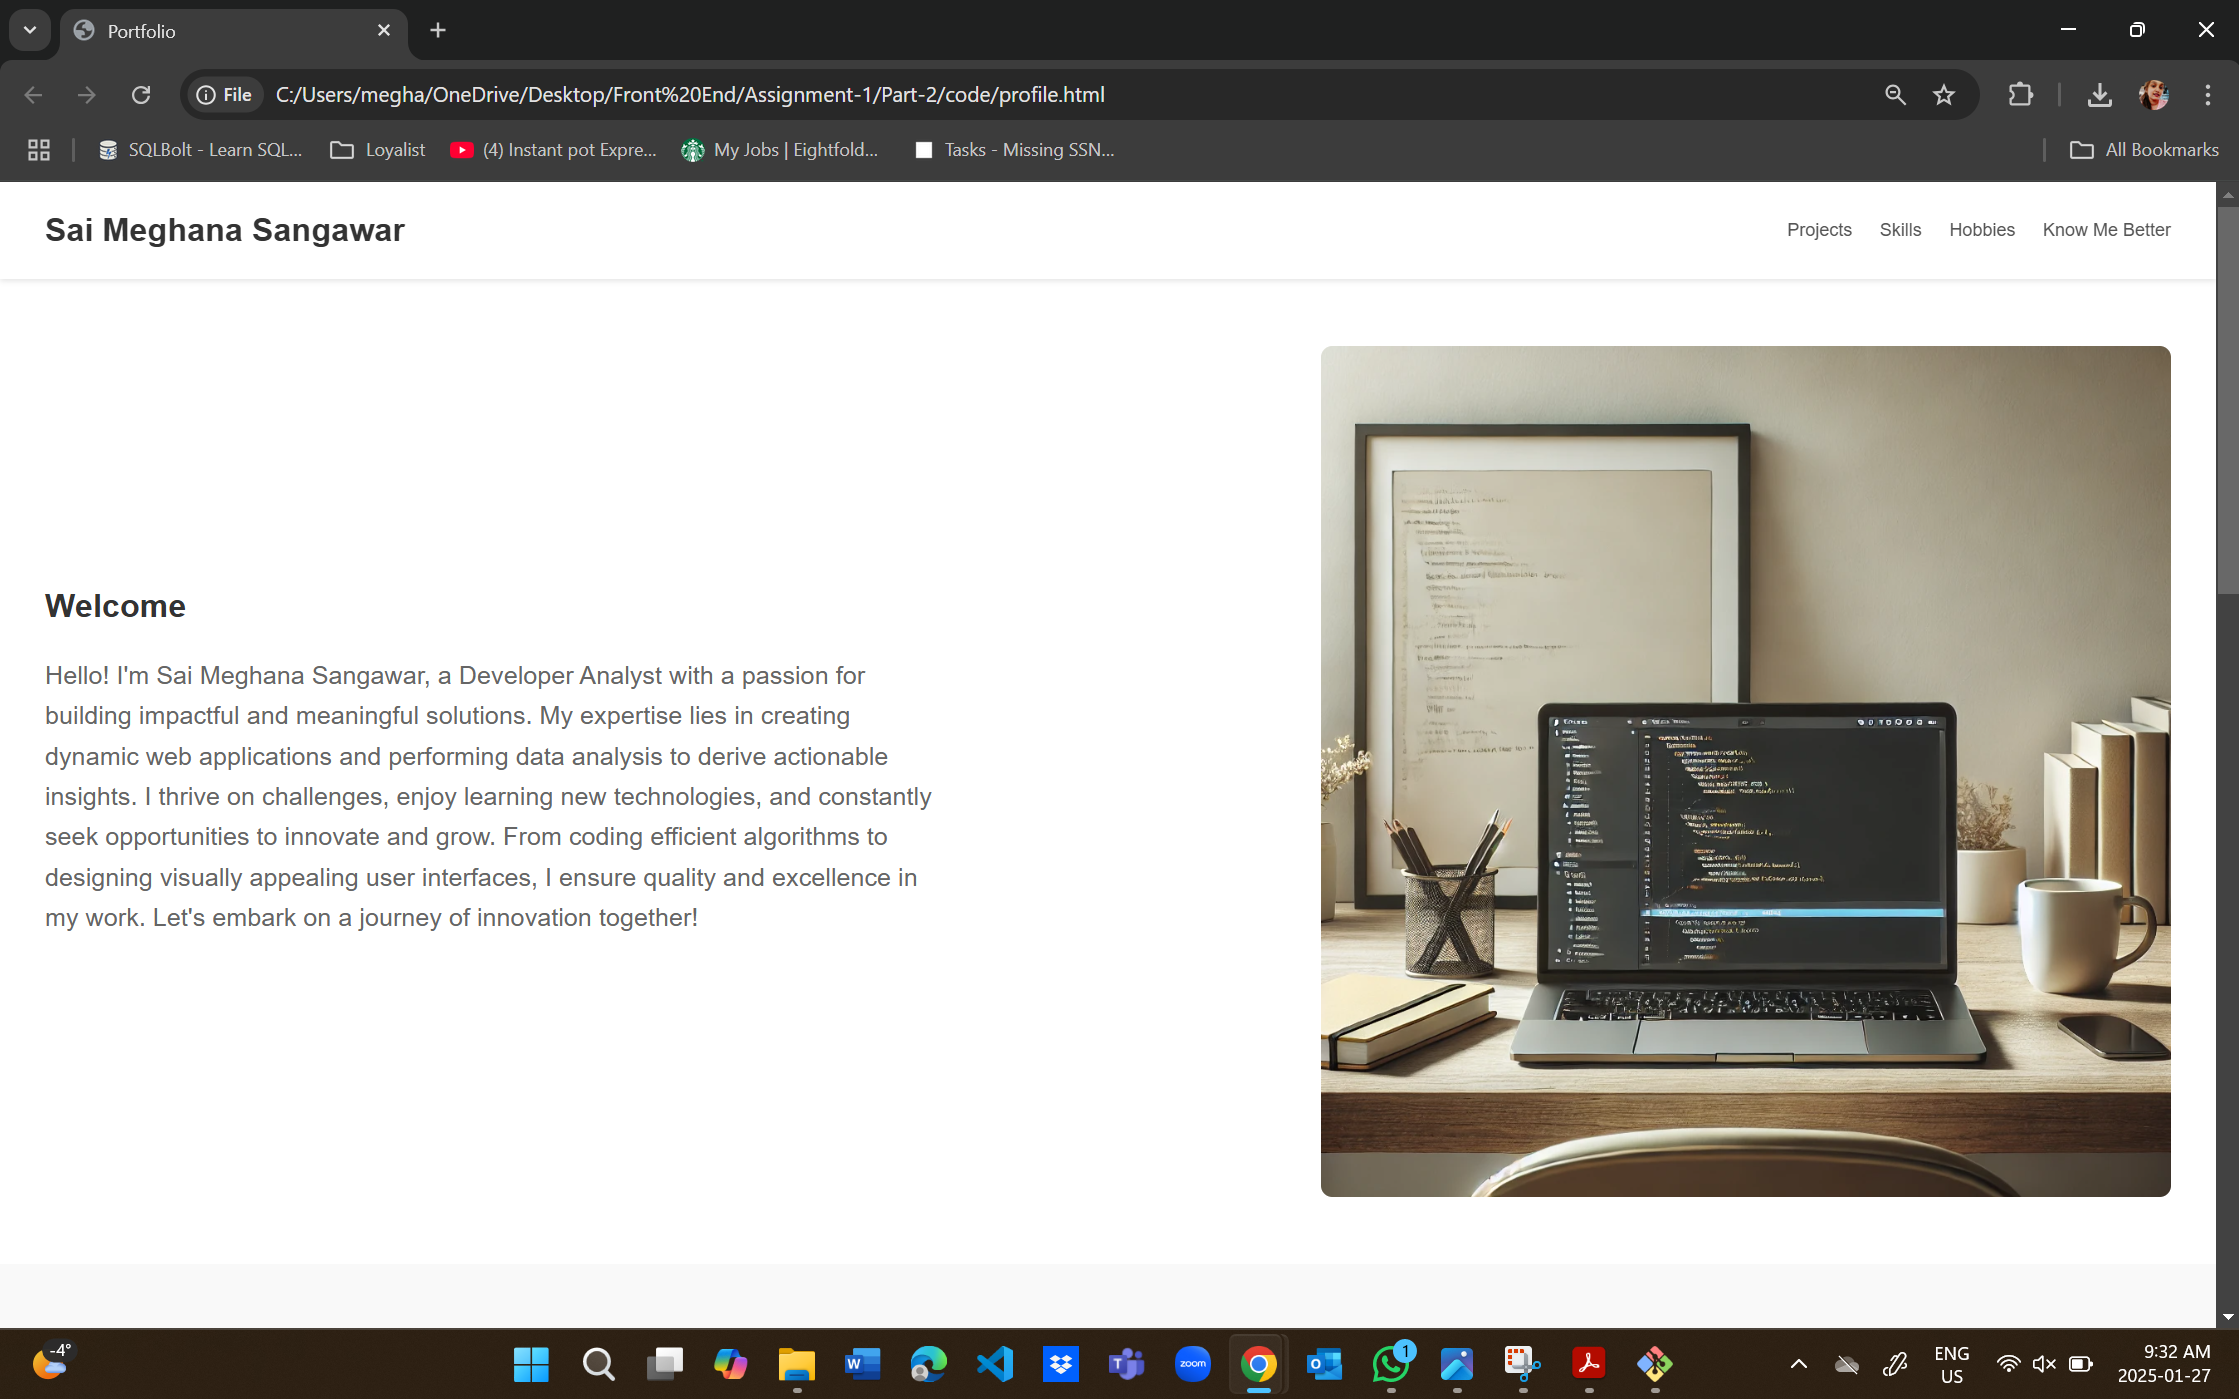 Portfolio
File C:/Users/megha/OneDrive/Desktop/Front%20End/Assignment-1/Part-2/code/profile.html
SQLBolt - Learn SQL... Loyalist (4) Instant pot Expre... My Jobs | Eightfold... Tasks - Missing SSN... All Bookmarks
Sai Meghana Sangawar
Projects Skills Hobbies Know Me Better
Welcome
Hello! I'm Sai Meghana Sangawar, a Developer Analyst with a passion for
building impactful and meaningful solutions. My expertise lies in creating
dynamic web applications and performing data analysis to derive actionable
insights. I thrive on challenges, enjoy learning new technologies, and constantly
seek opportunities to innovate and grow. From coding efficient algorithms to
designing visually appealing user interfaces, I ensure quality and excellence in
my work. Let's embark on a journey of innovation together!
-4°
zoom
1
ENG
US
9:32 AM
2025-01-27